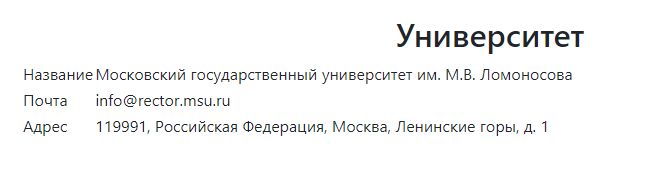 Университет
Название Московский государственный университет им. М.В. Ломоносова
Почта info@rector.msu.ru
Адрес 119991, Российская Федерация, Москва, Ленинские горы, д. 1